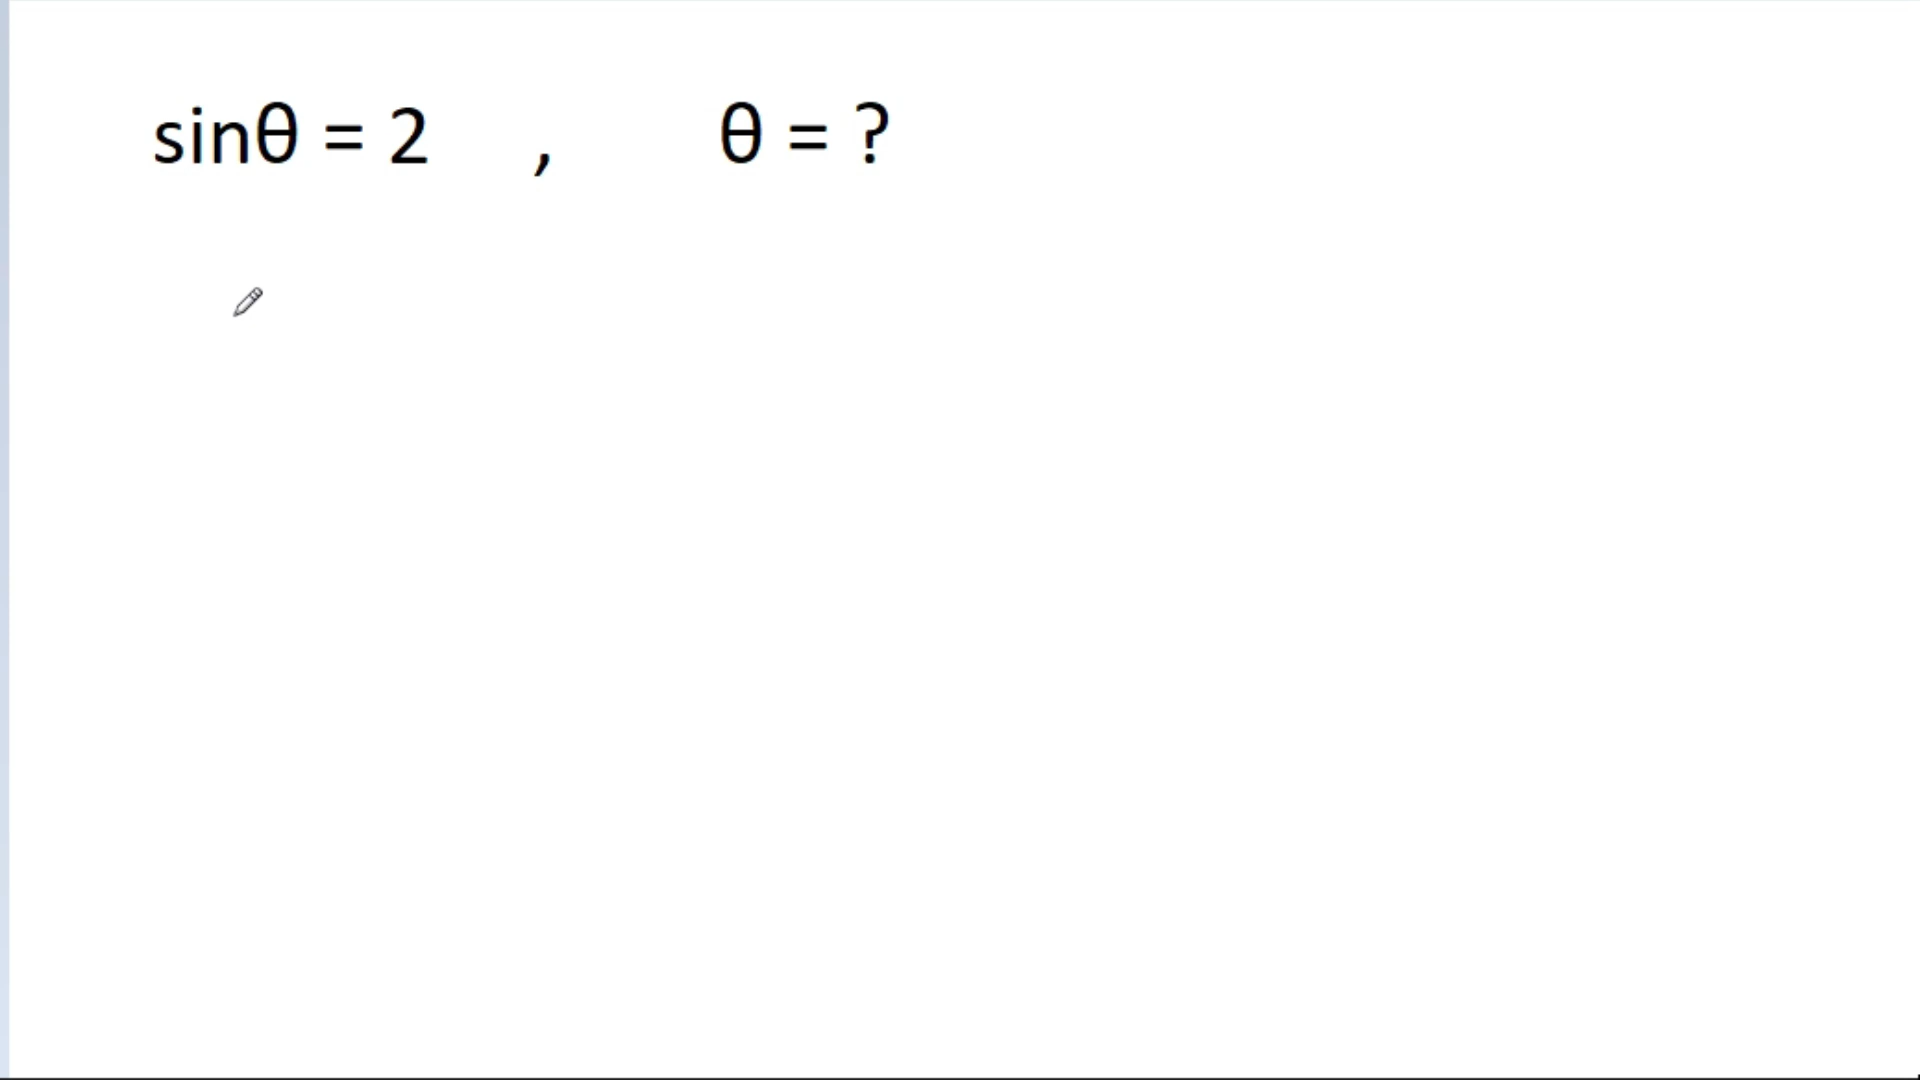 sinθ = 2 , θ = ?